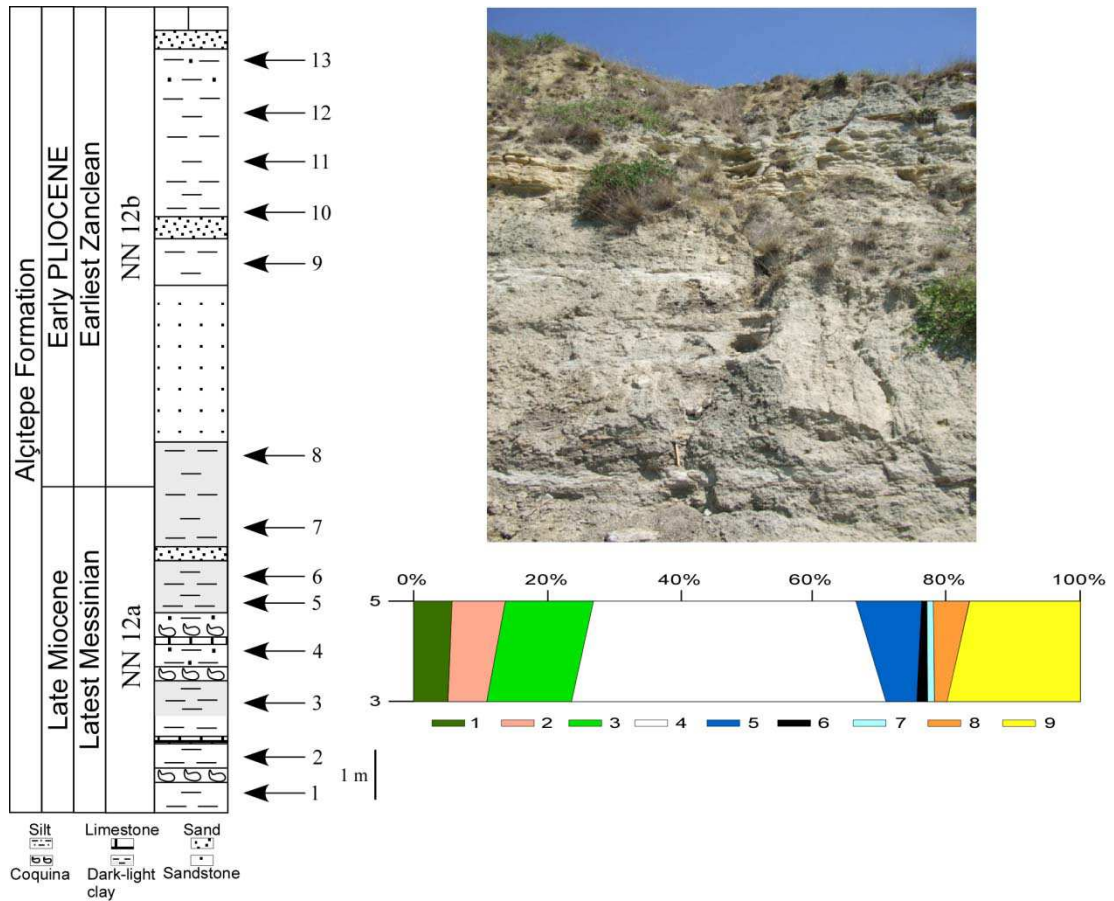 Alçıtepe Formation
Early PLIOCENE
Late Miocene
Earliest Zanclean
Latest Messinian
NN 12b
NN 12a
13
12
11
10
9
8
7
6
5
4
3
2
1
1 m
Silt
Limestone
Sand
Coquina
Dark-light
clay
Sandstone
0% 20% 40% 60% 80% 100%
5
3
1 2 3 4 5 6 7 8 9